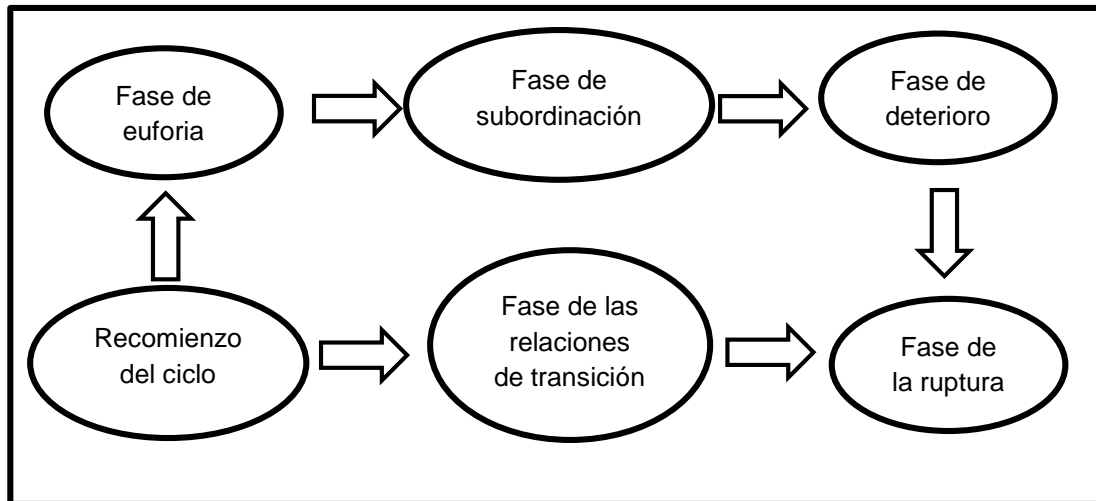 Fase de
euforia
Fase de
subordinación
Fase de
deterioro
Recomienzo
del ciclo
Fase de las
relaciones
de transición
Fase de
la ruptura